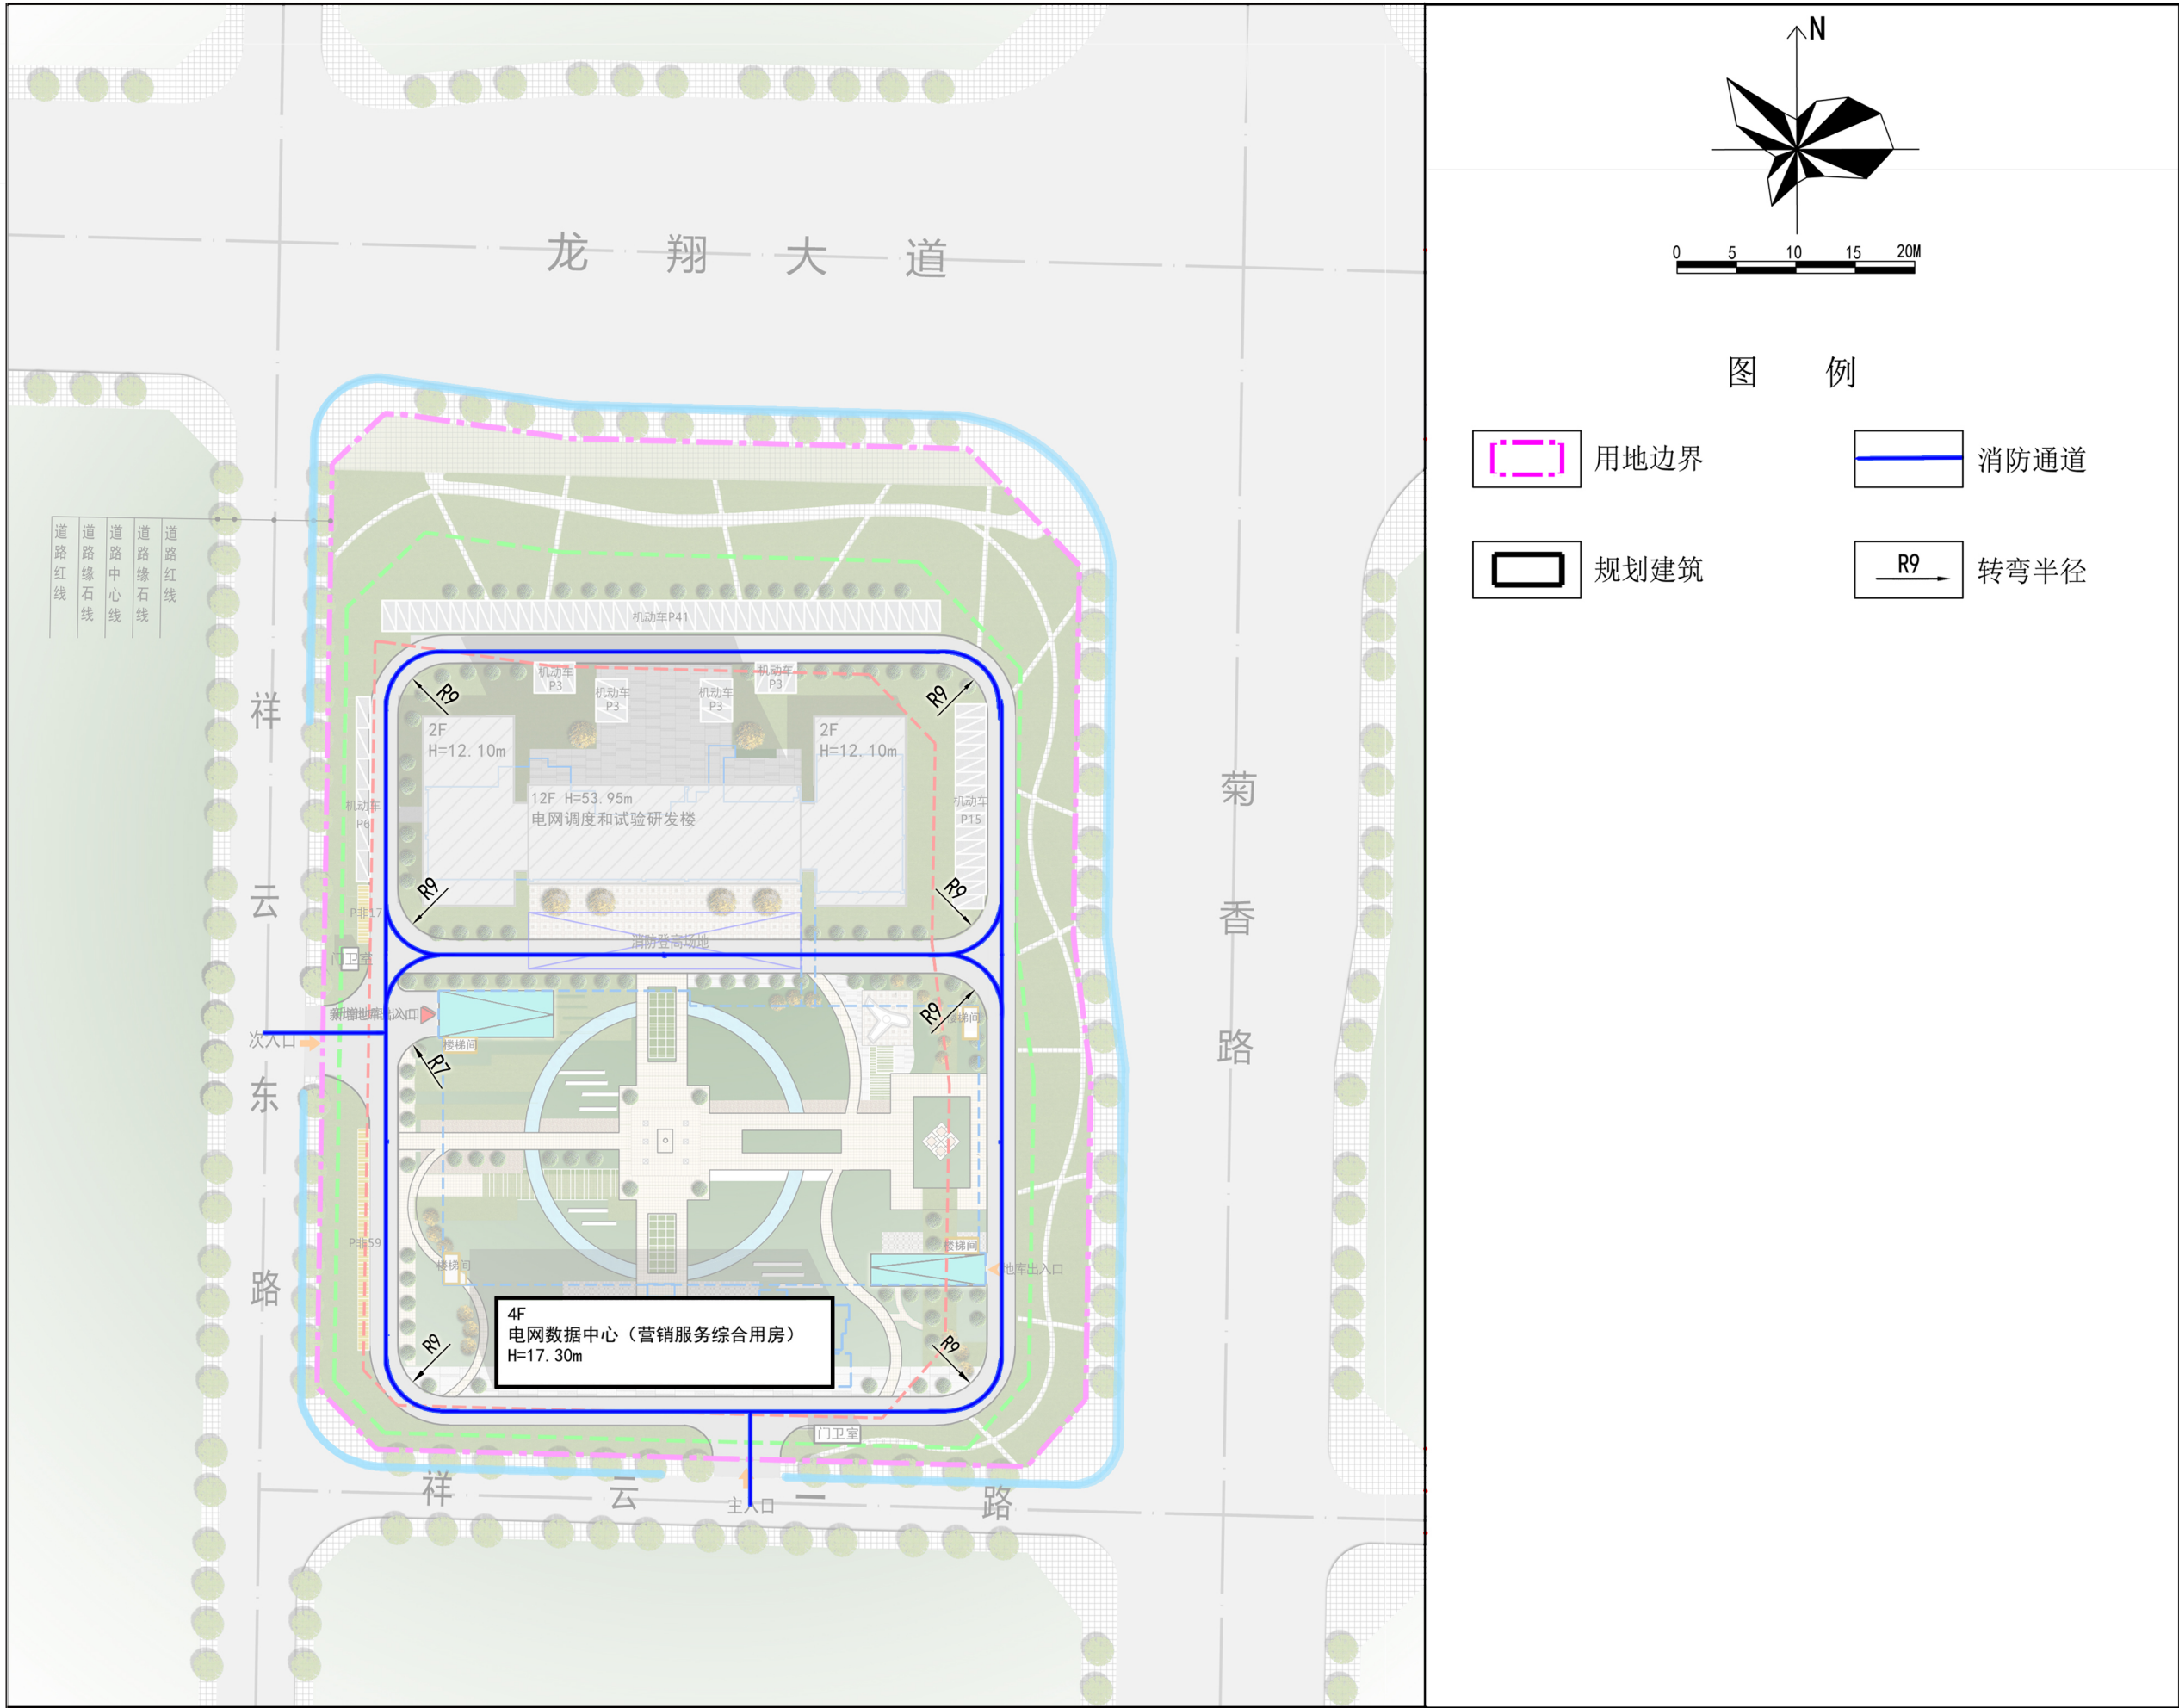 N
0 5 10 15 20M
图 例
用地边界
消防通道
规划建筑
R9
转弯半径
龙 翔 大 道
道路红线
道路缘石线
道路中心线
道路缘石线
道路红线
祥云东路
菊香路
机动车P41
机动车
P3
机动车
P3
机动车
P3
机动车
P3
R9
R9
2F
H=12.10m
2F
H=12.10m
12F H=53.95m
电网调度和试验研发楼
机动车
P6
机动车
P15
R9
R9
P非17
消防登高场地
门卫室
次入口
楼梯间
R7
R9
楼梯间
P非59
楼梯间
楼梯间
地库出入口
4F
电网数据中心（营销服务综合用房）
H=17.30m
R9
R9
门卫室
祥 云 一 路
主入口